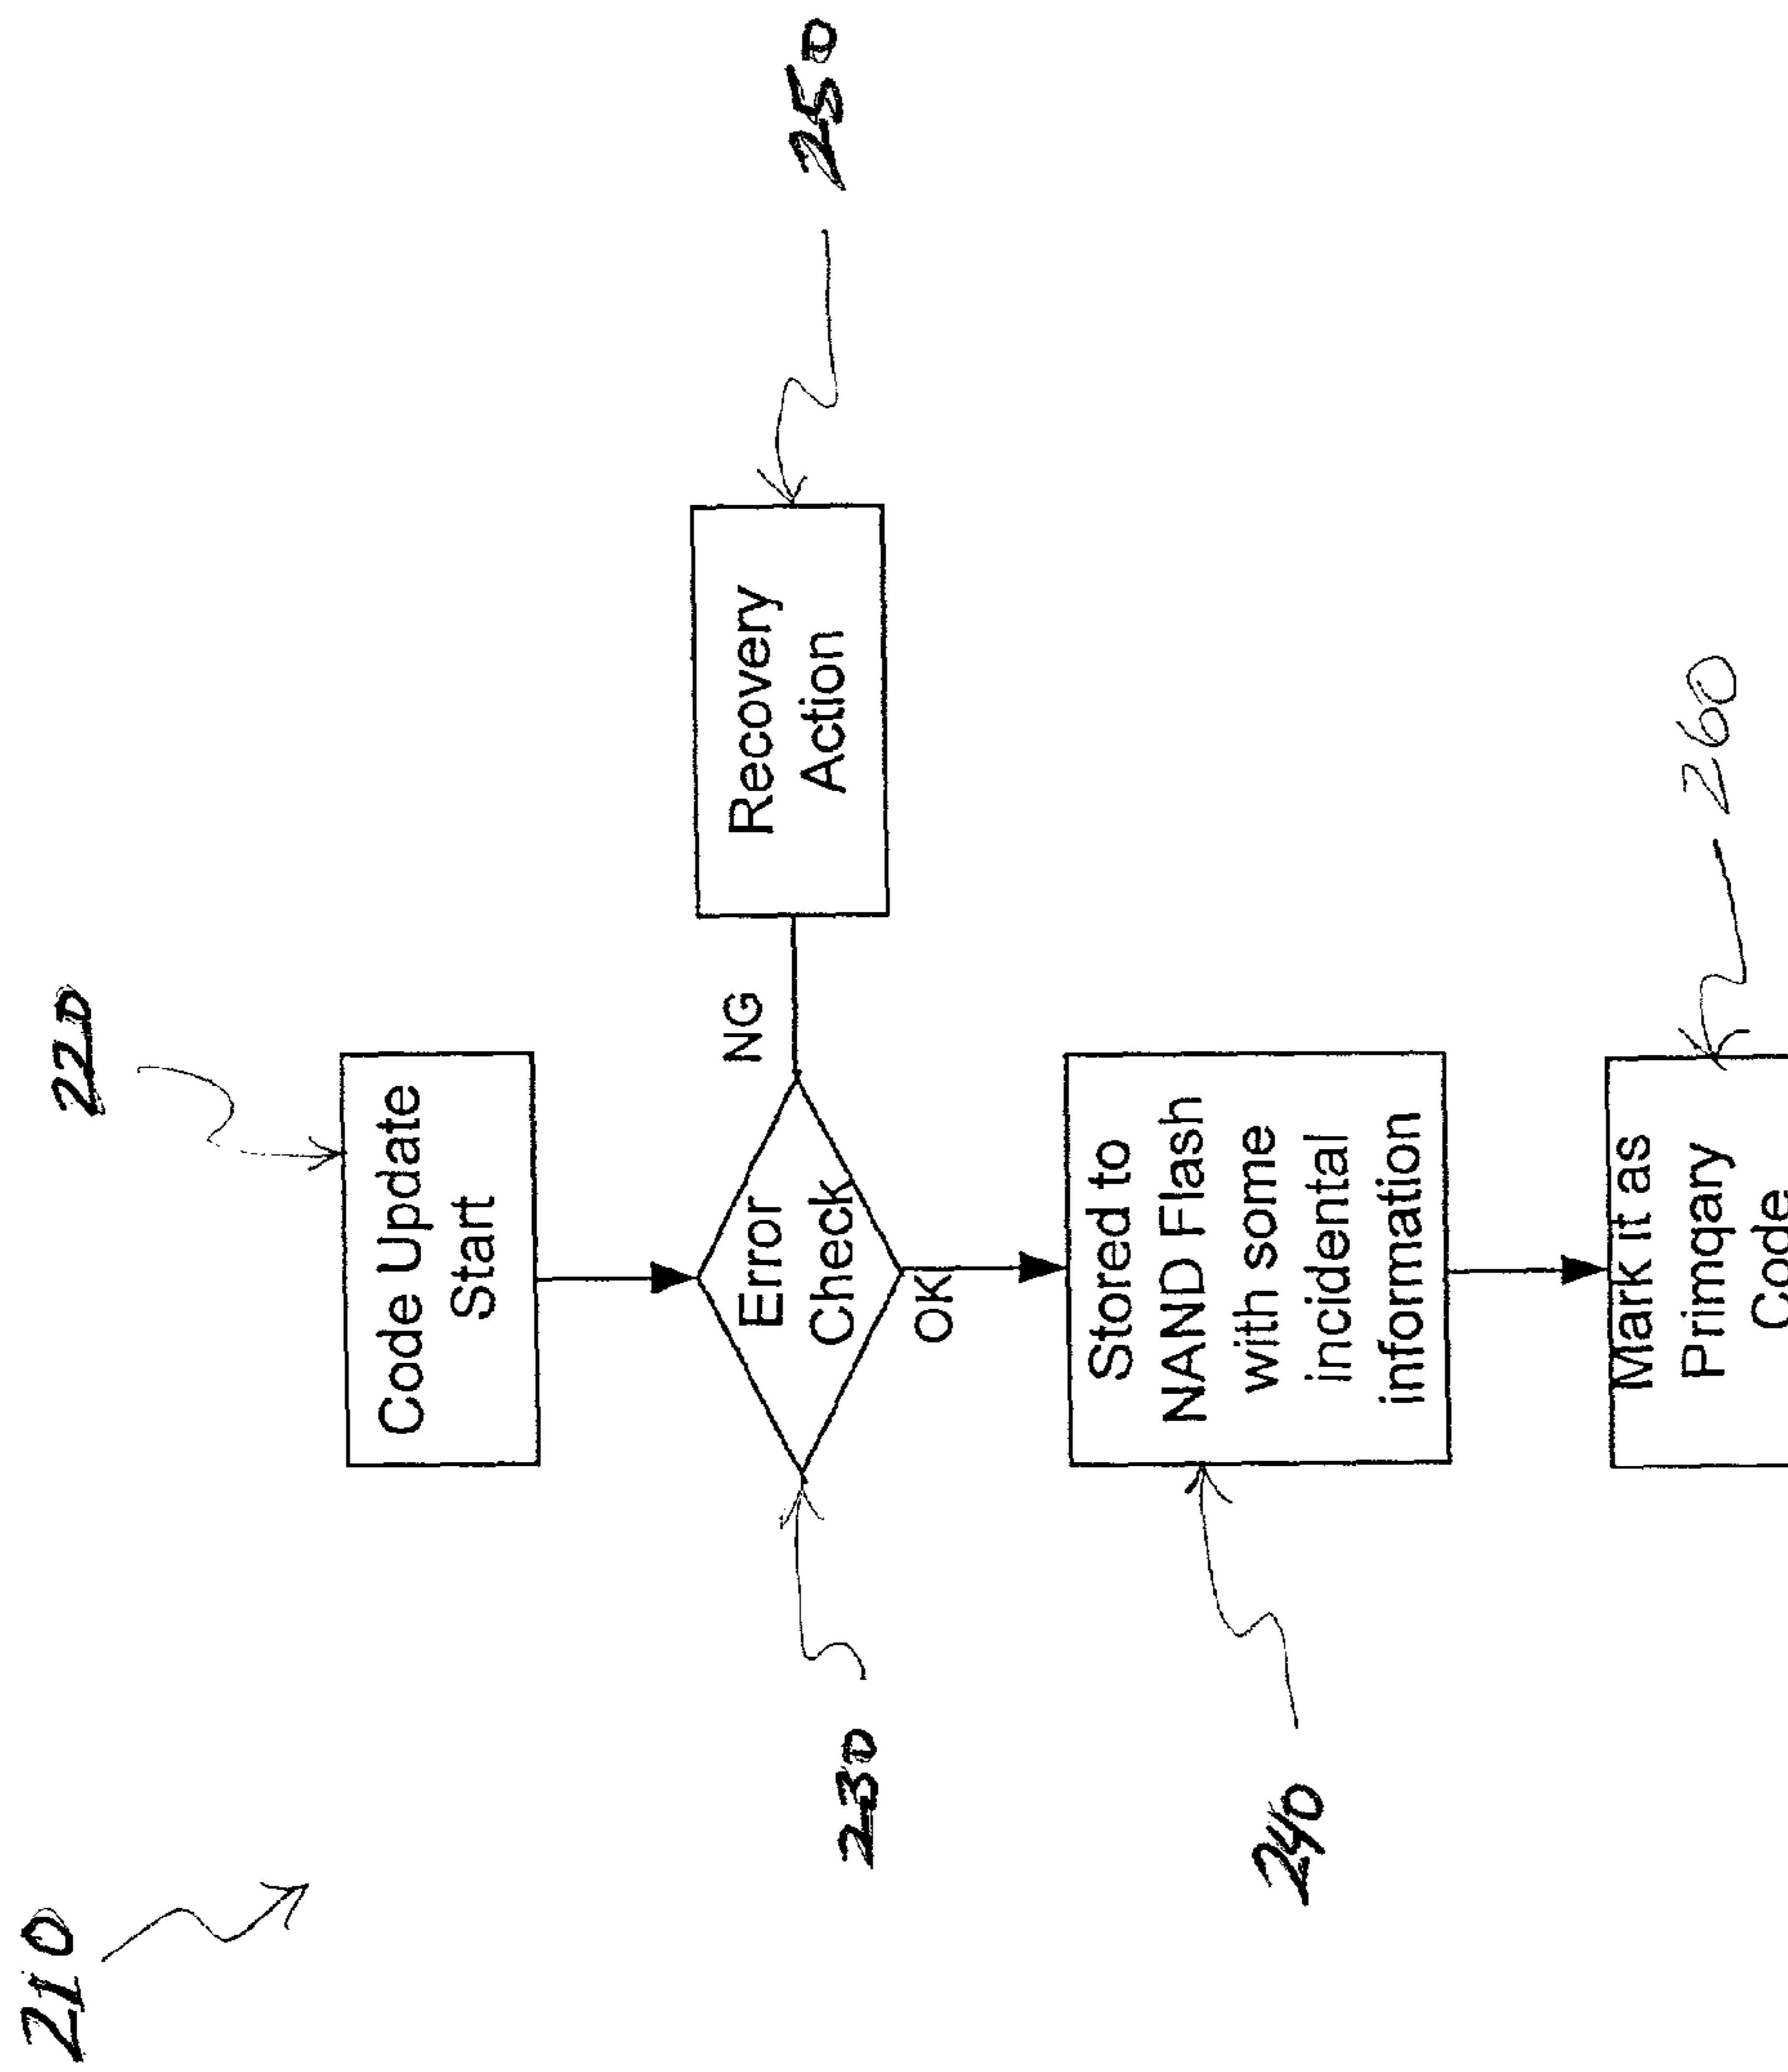 210
220
Code Update
Start
230
Error
Check
NG
Recovery
Action
250
OK
240
Stored to
NAND Flash
with some
incidental
information
260
Mark it as
Primqary
Code